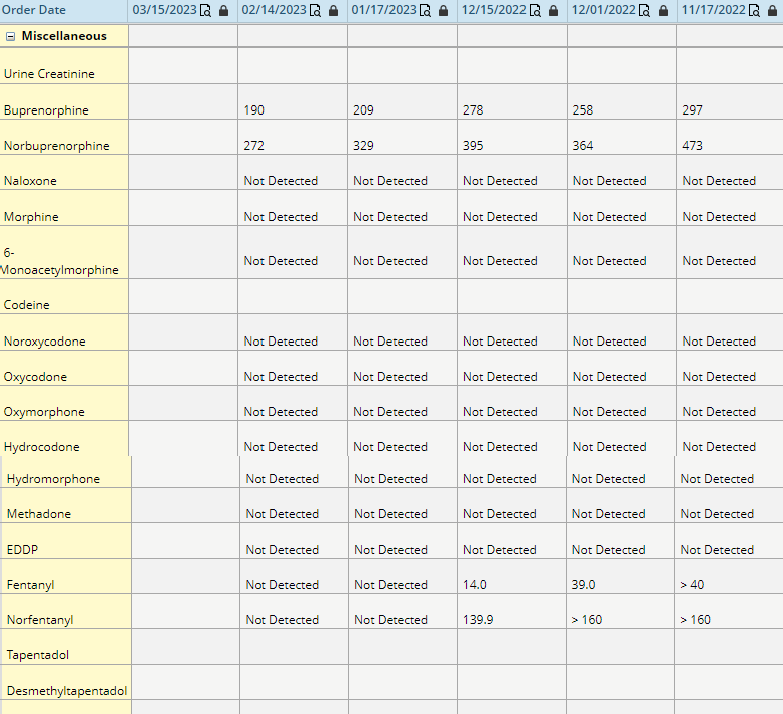 Order Date 03/15/2023 02/14/2023 01/17/2023 12/15/2022 12/01/2022 11/17/2022
Miscellaneous
Urine Creatinine
Buprenorphine 190 209 278 258 297
Norbuprenorphine 272 329 395 364 473
Naloxone Not Detected Not Detected Not Detected Not Detected Not Detected
Morphine Not Detected Not Detected Not Detected Not Detected Not Detected
6-
Monoacetylmorphine Not Detected Not Detected Not Detected Not Detected Not Detected
Codeine
Noroxycodone Not Detected Not Detected Not Detected Not Detected Not Detected
Oxycodone Not Detected Not Detected Not Detected Not Detected Not Detected
Oxymorphone Not Detected Not Detected Not Detected Not Detected Not Detected
Hydrocodone Not Detected Not Detected Not Detected Not Detected Not Detected
Hydromorphone Not Detected Not Detected Not Detected Not Detected Not Detected
Methadone Not Detected Not Detected Not Detected Not Detected Not Detected
EDDP Not Detected Not Detected Not Detected Not Detected Not Detected
Fentanyl Not Detected Not Detected 14.0 39.0 > 40
Norfentanyl Not Detected Not Detected 139.9 > 160 > 160
Tapentadol
Desmethyltapentadol